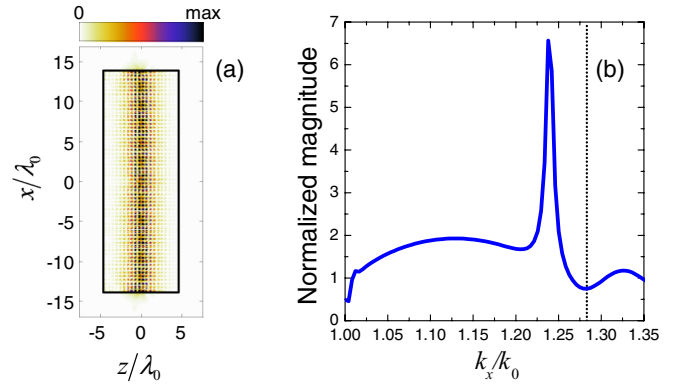 0 max
(a)
15
10
5
0
-5
-10
-15
x/λ₀
-5 0 5
z/λ₀
7
6
5
4
3
2
1
0
Normalized magnitude
(b)
1.00 1.05 1.10 1.15 1.20 1.25 1.30 1.35
kₓ/k₀